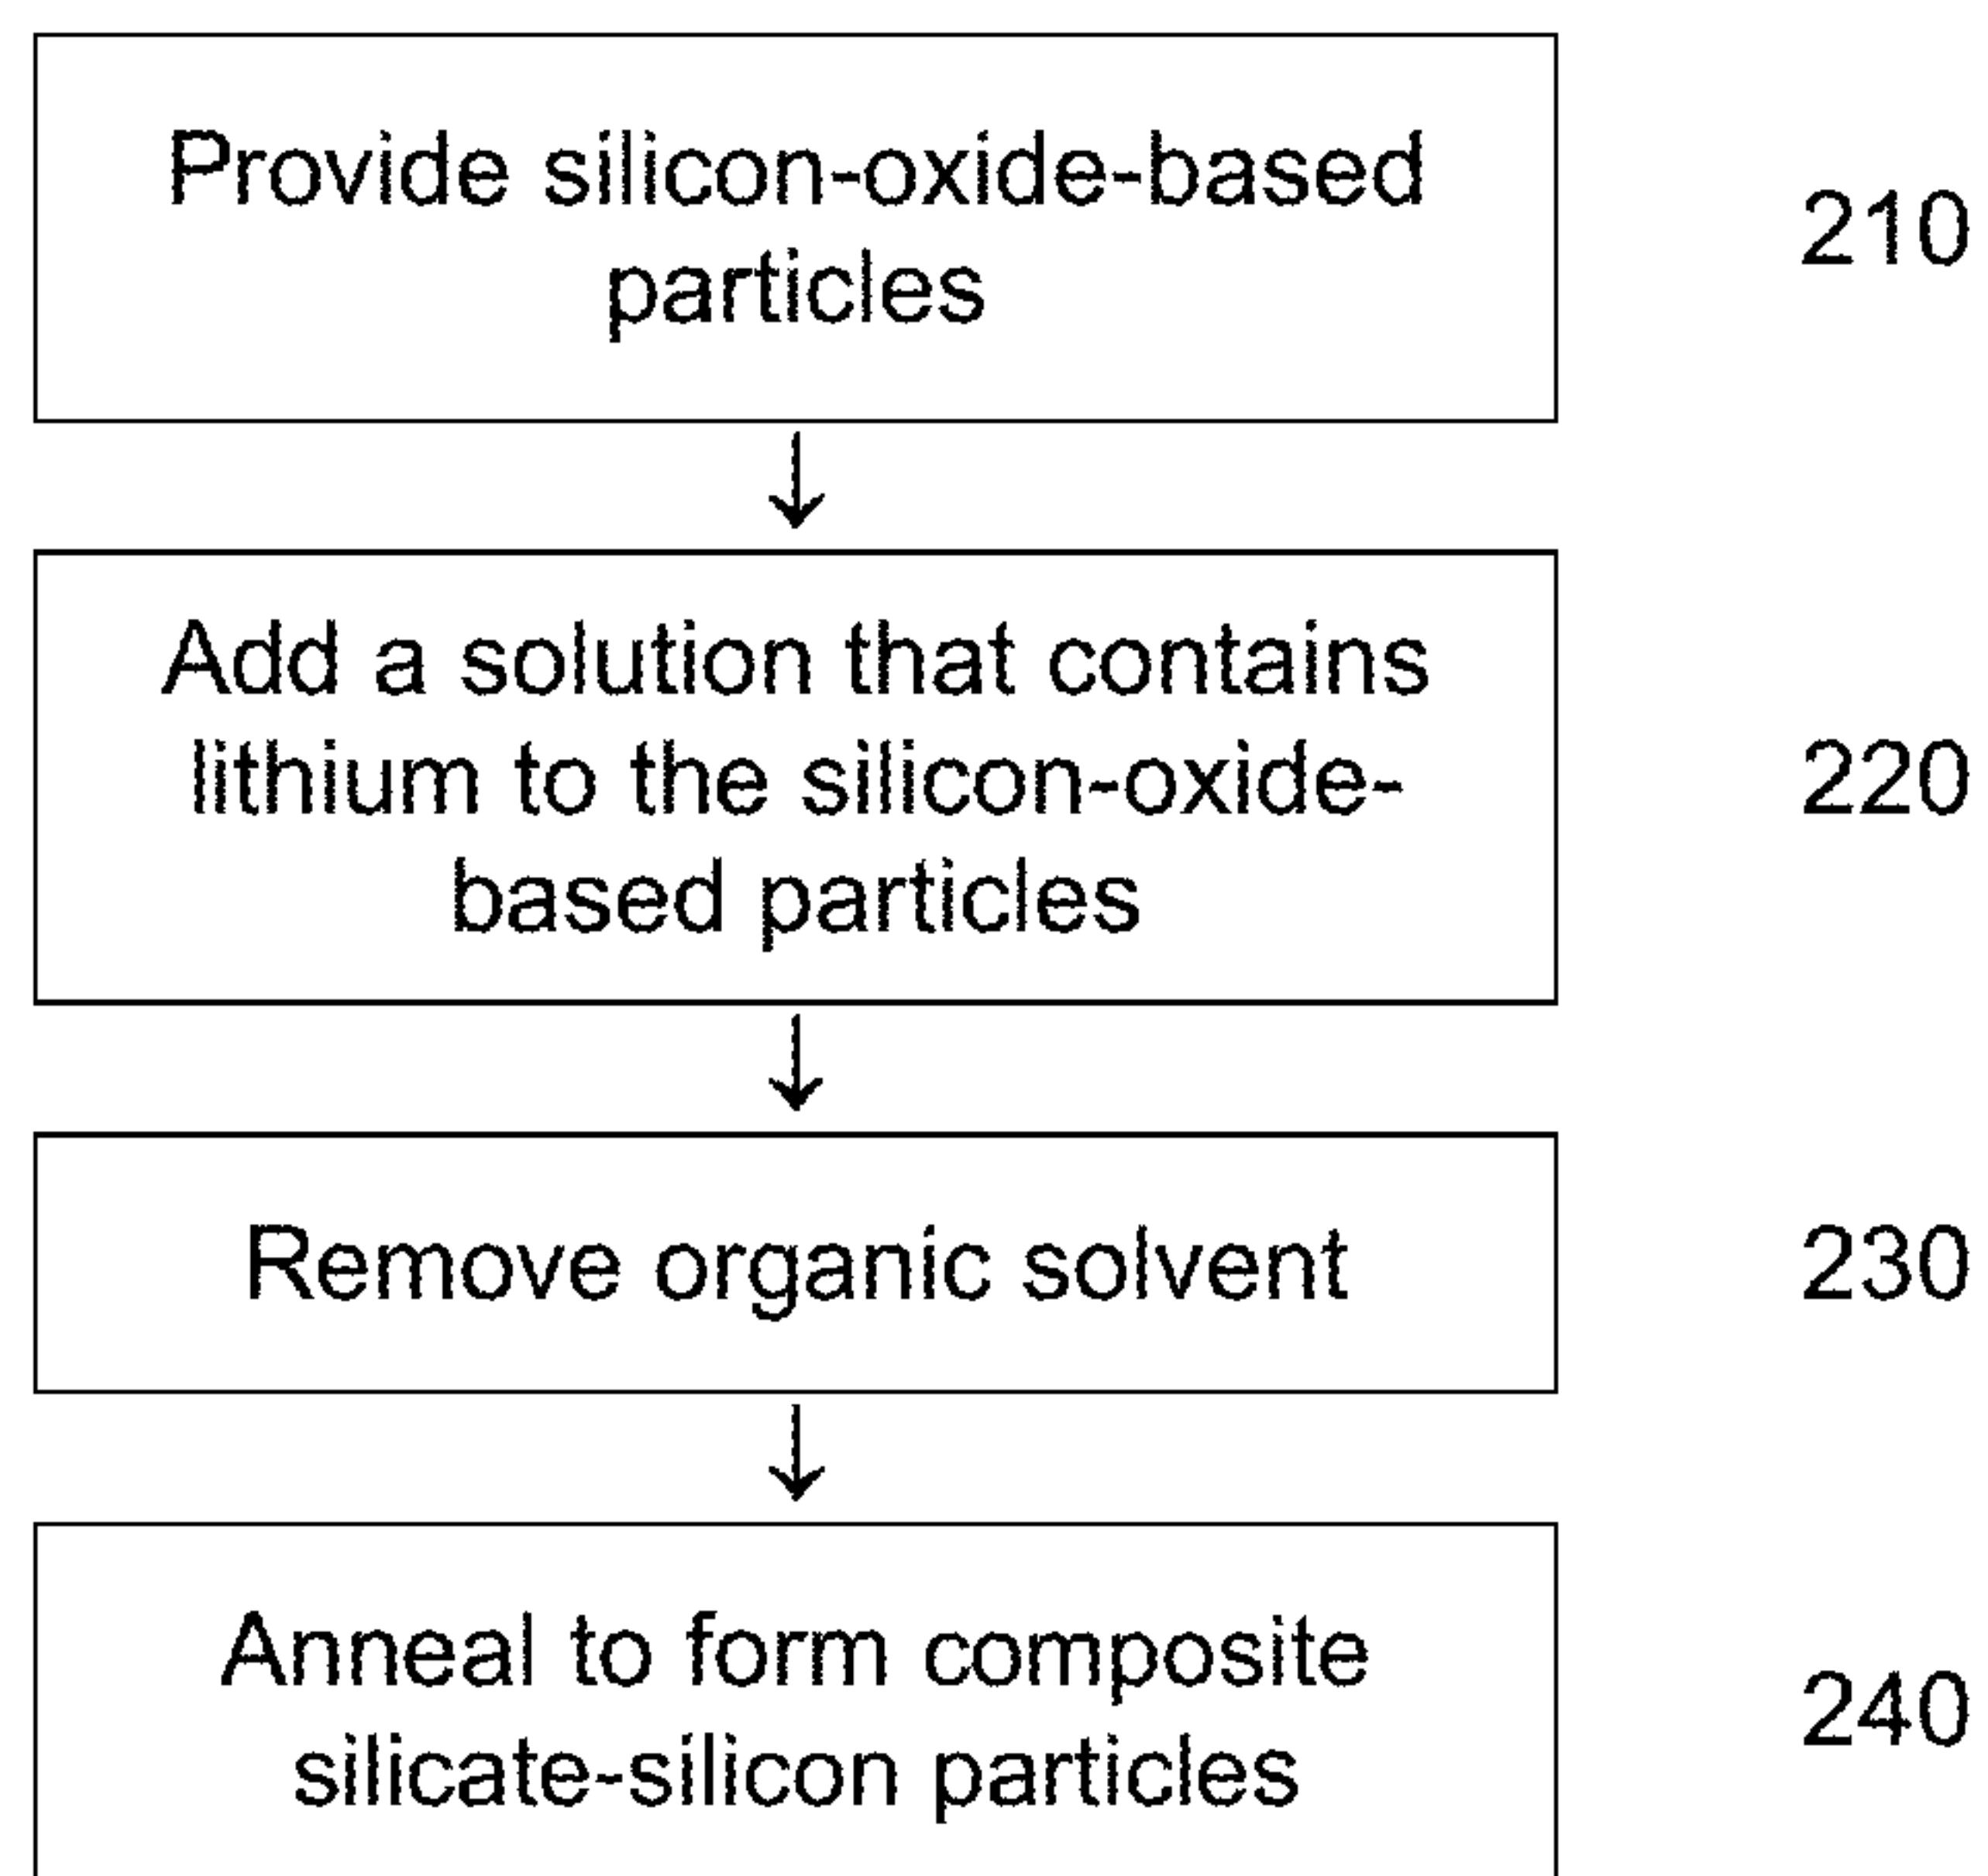 Provide silicon-oxide-based
particles
210
Add a solution that contains
lithium to the silicon-oxide-
based particles
220
Remove organic solvent
230
Anneal to form composite
silicate-silicon particles
240